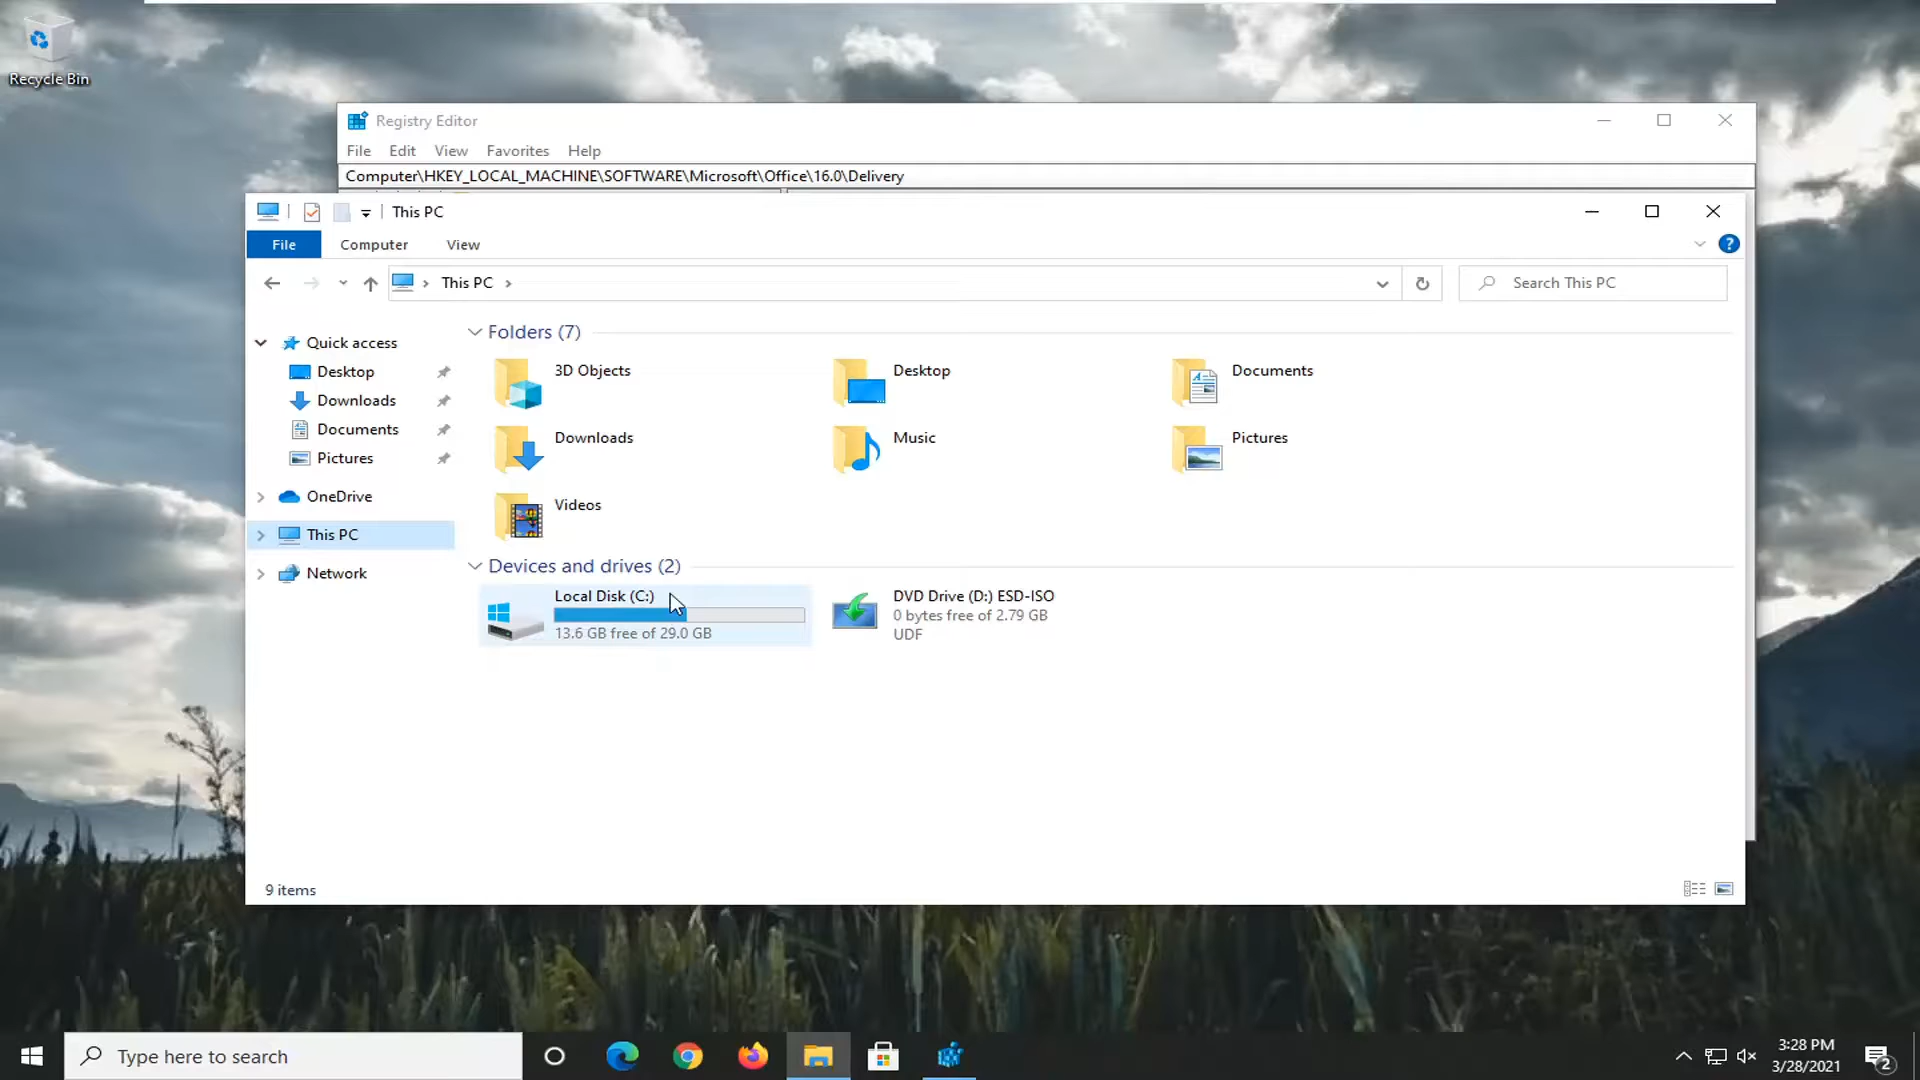 Recycle Bin
Registry Editor
File Edit View Favorites Help
Computer\HKEY_LOCAL_MACHINE\SOFTWARE\Microsoft\Office\16.0\Delivery
This PC
File Computer View
This PC
Search This PC
Quick access
Desktop
Downloads
Documents
Pictures
OneDrive
This PC
Network
Folders (7)
3D Objects
Desktop
Documents
Downloads
Music
Pictures
Videos
Devices and drives (2)
Local Disk (C:)
13.6 GB free of 29.0 GB
DVD Drive (D:) ESD-ISO
0 bytes free of 2.79 GB
UDF
9 items
Type here to search
3:28 PM
3/28/2021
2